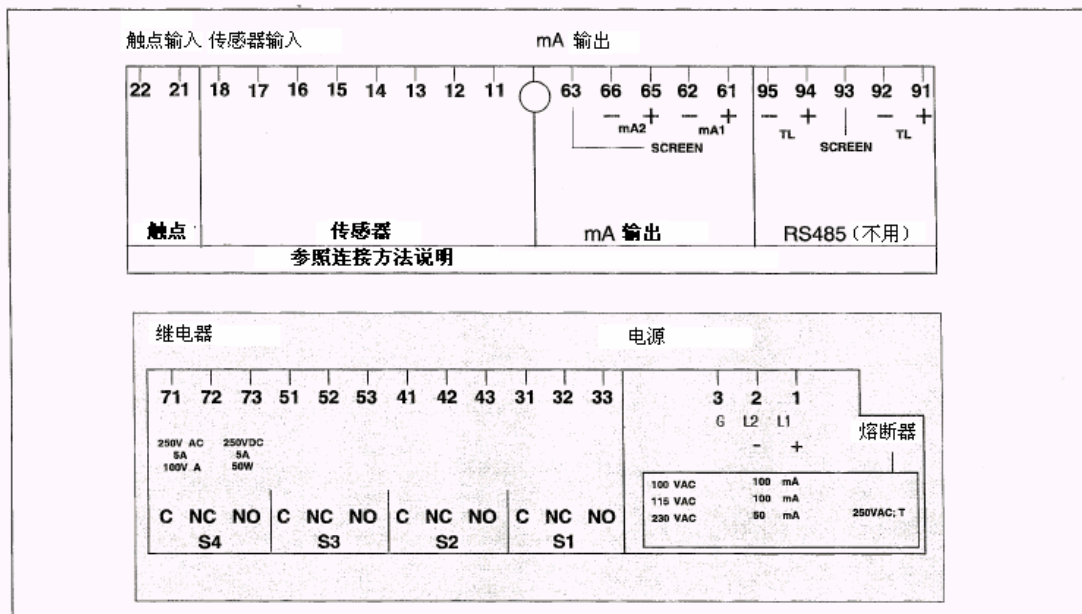 触点输入 传感器输入 mA 输出
22 21 18 17 16 15 14 13 12 11 63 66 65 62 61 95 94 93 92 91
− + − + − + − +
mA2 mA1 TL TL
SCREEN SCREEN
触点 传感器 mA 输出 RS485（不用）
参照连接方法说明
继电器 电源
71 72 73 51 52 53 41 42 43 31 32 33 3 2 1
G L2 L1
− +
熔断器
250V AC 250VDC
5A 5A
100V A 50W
100 VAC 100 mA
115 VAC 100 mA
230 VAC 50 mA 250VAC; T
C NC NO C NC NO C NC NO C NC NO
S4 S3 S2 S1